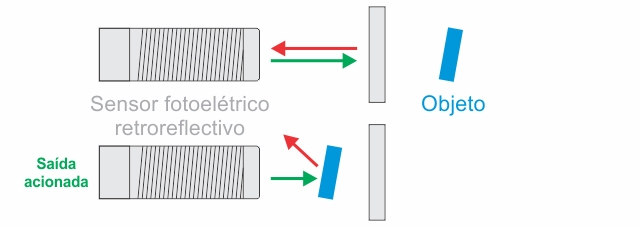 Sensor fotoelétrico
retroreflectivo
Objeto
Saída
acionada